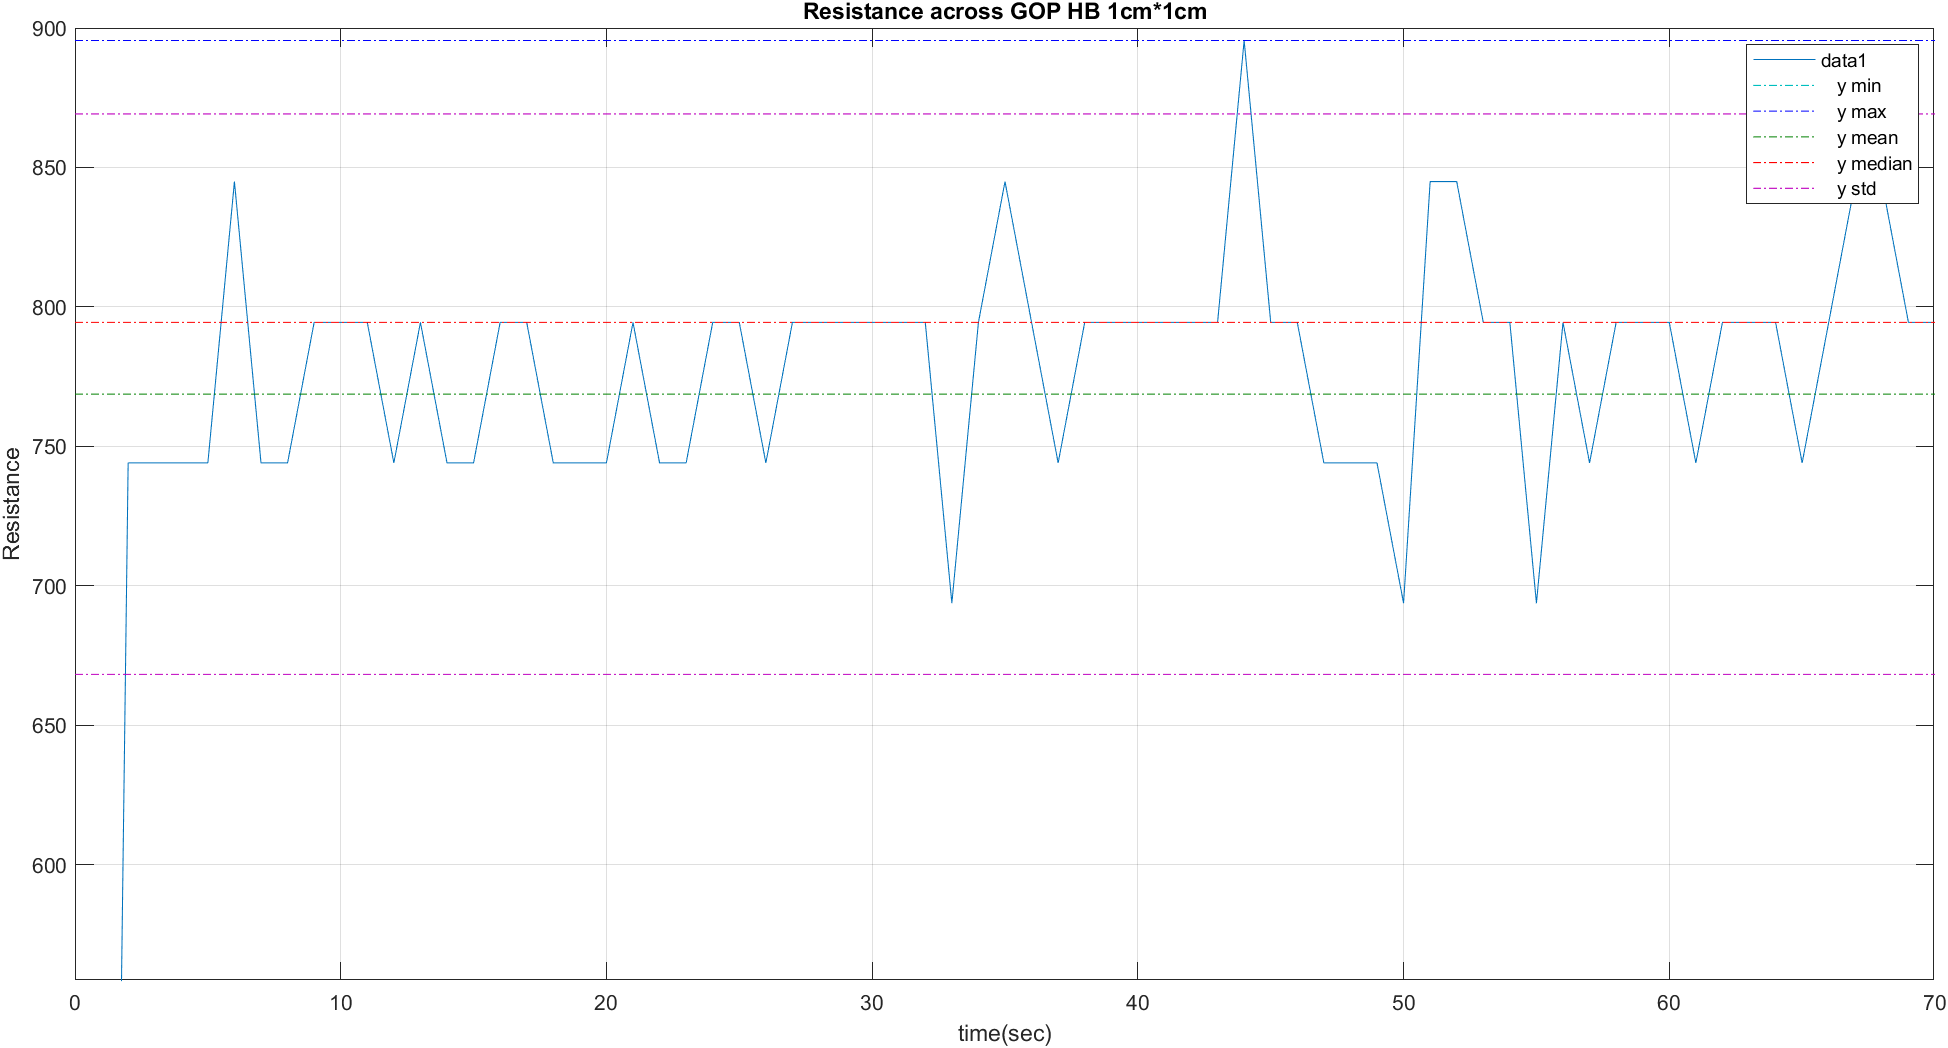 Resistance across GOP HB 1cm*1cm
900
850
800
750
700
650
600
Resistance
0 10 20 30 40 50 60 70
time(sec)
data1
y min
y max
y mean
y median
y std